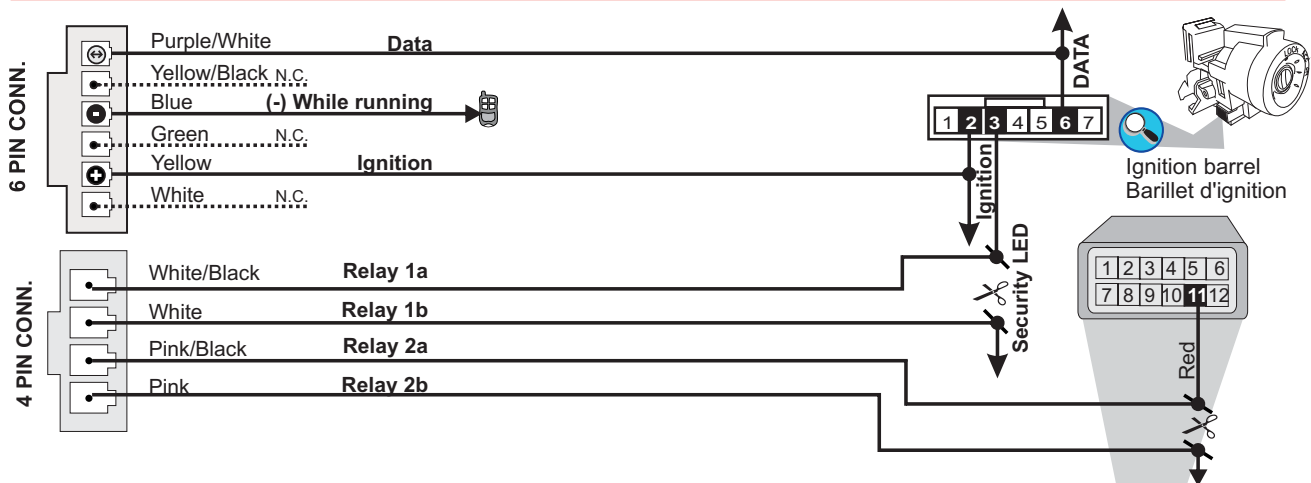 6 PIN CONN.
Purple/White Data
Yellow/Black N.C.
Blue (-) While running
Green N.C.
Yellow Ignition
White N.C.
DATA
1 2 3 4 5 6 7
LOCK
Ignition barrel
Barillet d'ignition
Ignition
Security LED
4 PIN CONN.
White/Black Relay 1a
White Relay 1b
Pink/Black Relay 2a
Pink Relay 2b
1 2 3 4 5 6
7 8 9 10 11 12
Red